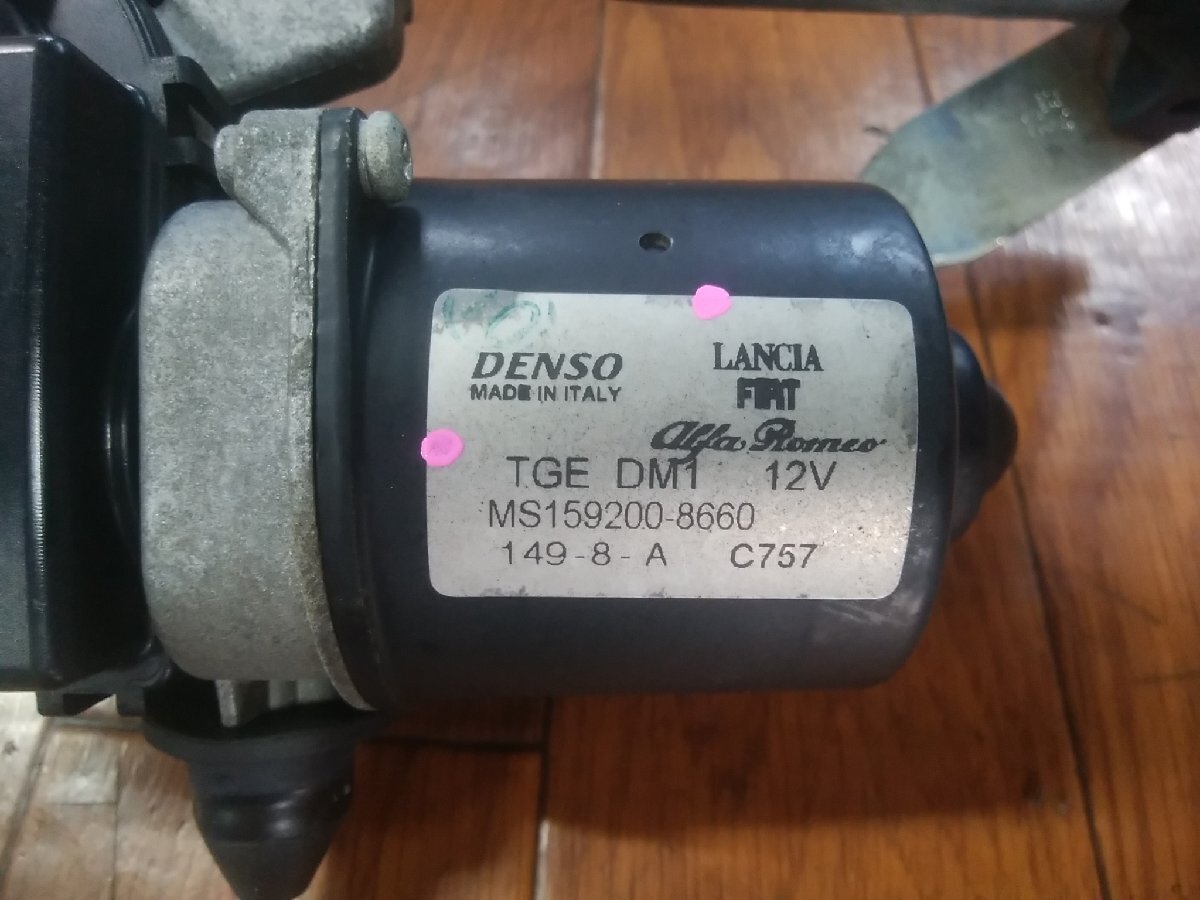 DENSO
MADE IN ITALY
LANCIA
FIAT
Alfa Romeo
TGE DM1 12V
MS159200-8660
149-8-A C757